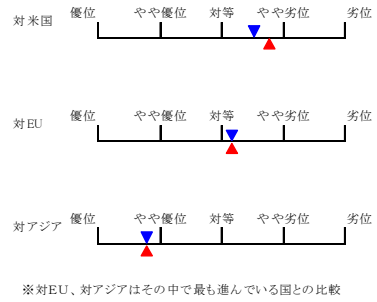 対米国 優位 やや優位 対等 やや劣位 劣位
対EU 優位 やや優位 対等 やや劣位 劣位
対アジア 優位 やや優位 対等 やや劣位 劣位
※対EU、対アジアはその中で最も進んでいる国との比較